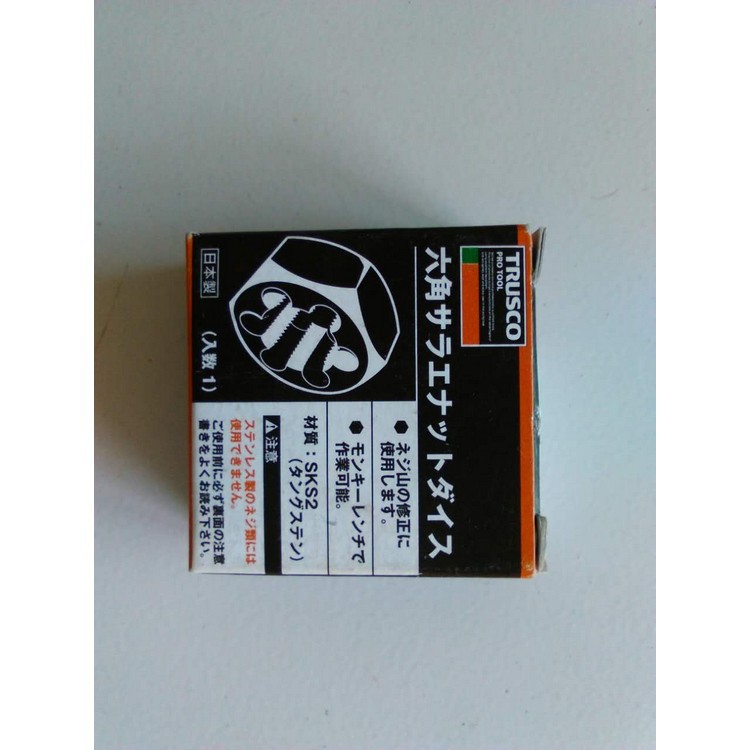 TRUSCO
PRO TOOL
六角サラエナットダイス
日本製
(入数 1)
● ネジ山の修正に
使用します。
● モンキーレンチで
作業可能。
材質：SKS2
(タングステン)
注意
ステンレス製のネジ類には
使用できません。
ご使用前に必ず裏面の注意
書きをよくお読み下さい。